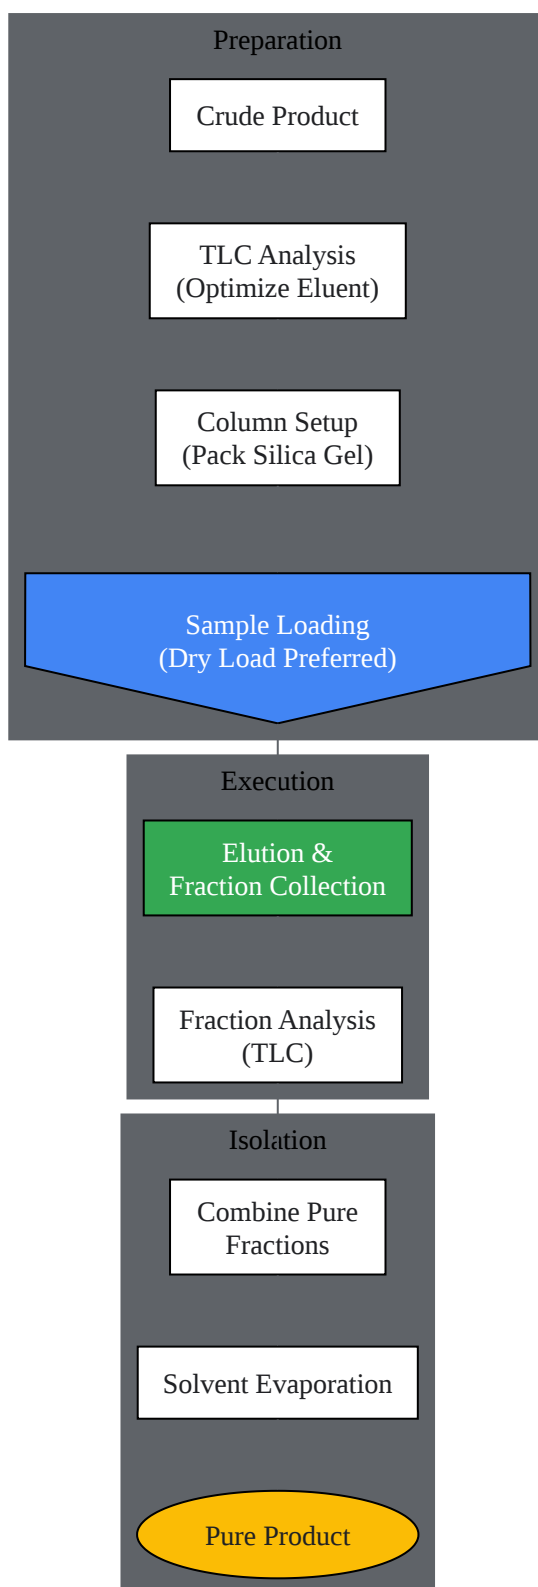 Preparation
Crude Product
TLC Analysis
(Optimize Eluent)
Column Setup
(Pack Silica Gel)
Sample Loading
(Dry Load Preferred)
Execution
Elution &
Fraction Collection
Fraction Analysis
(TLC)
Isolation
Combine Pure
Fractions
Solvent Evaporation
Pure Product